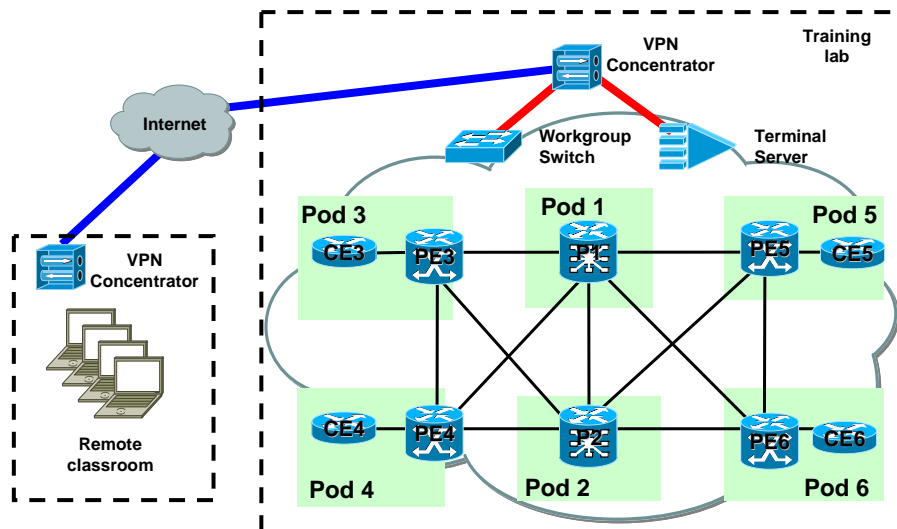 Training
lab
VPN
Concentrator
Internet
Workgroup
Switch
Terminal
Server
Pod 3
Pod 1
Pod 5
CE3
PE3
P1
PE5
CE5
VPN
Concentrator
CE4
PE4
P2
PE6
CE6
Remote
classroom
Pod 4
Pod 2
Pod 6